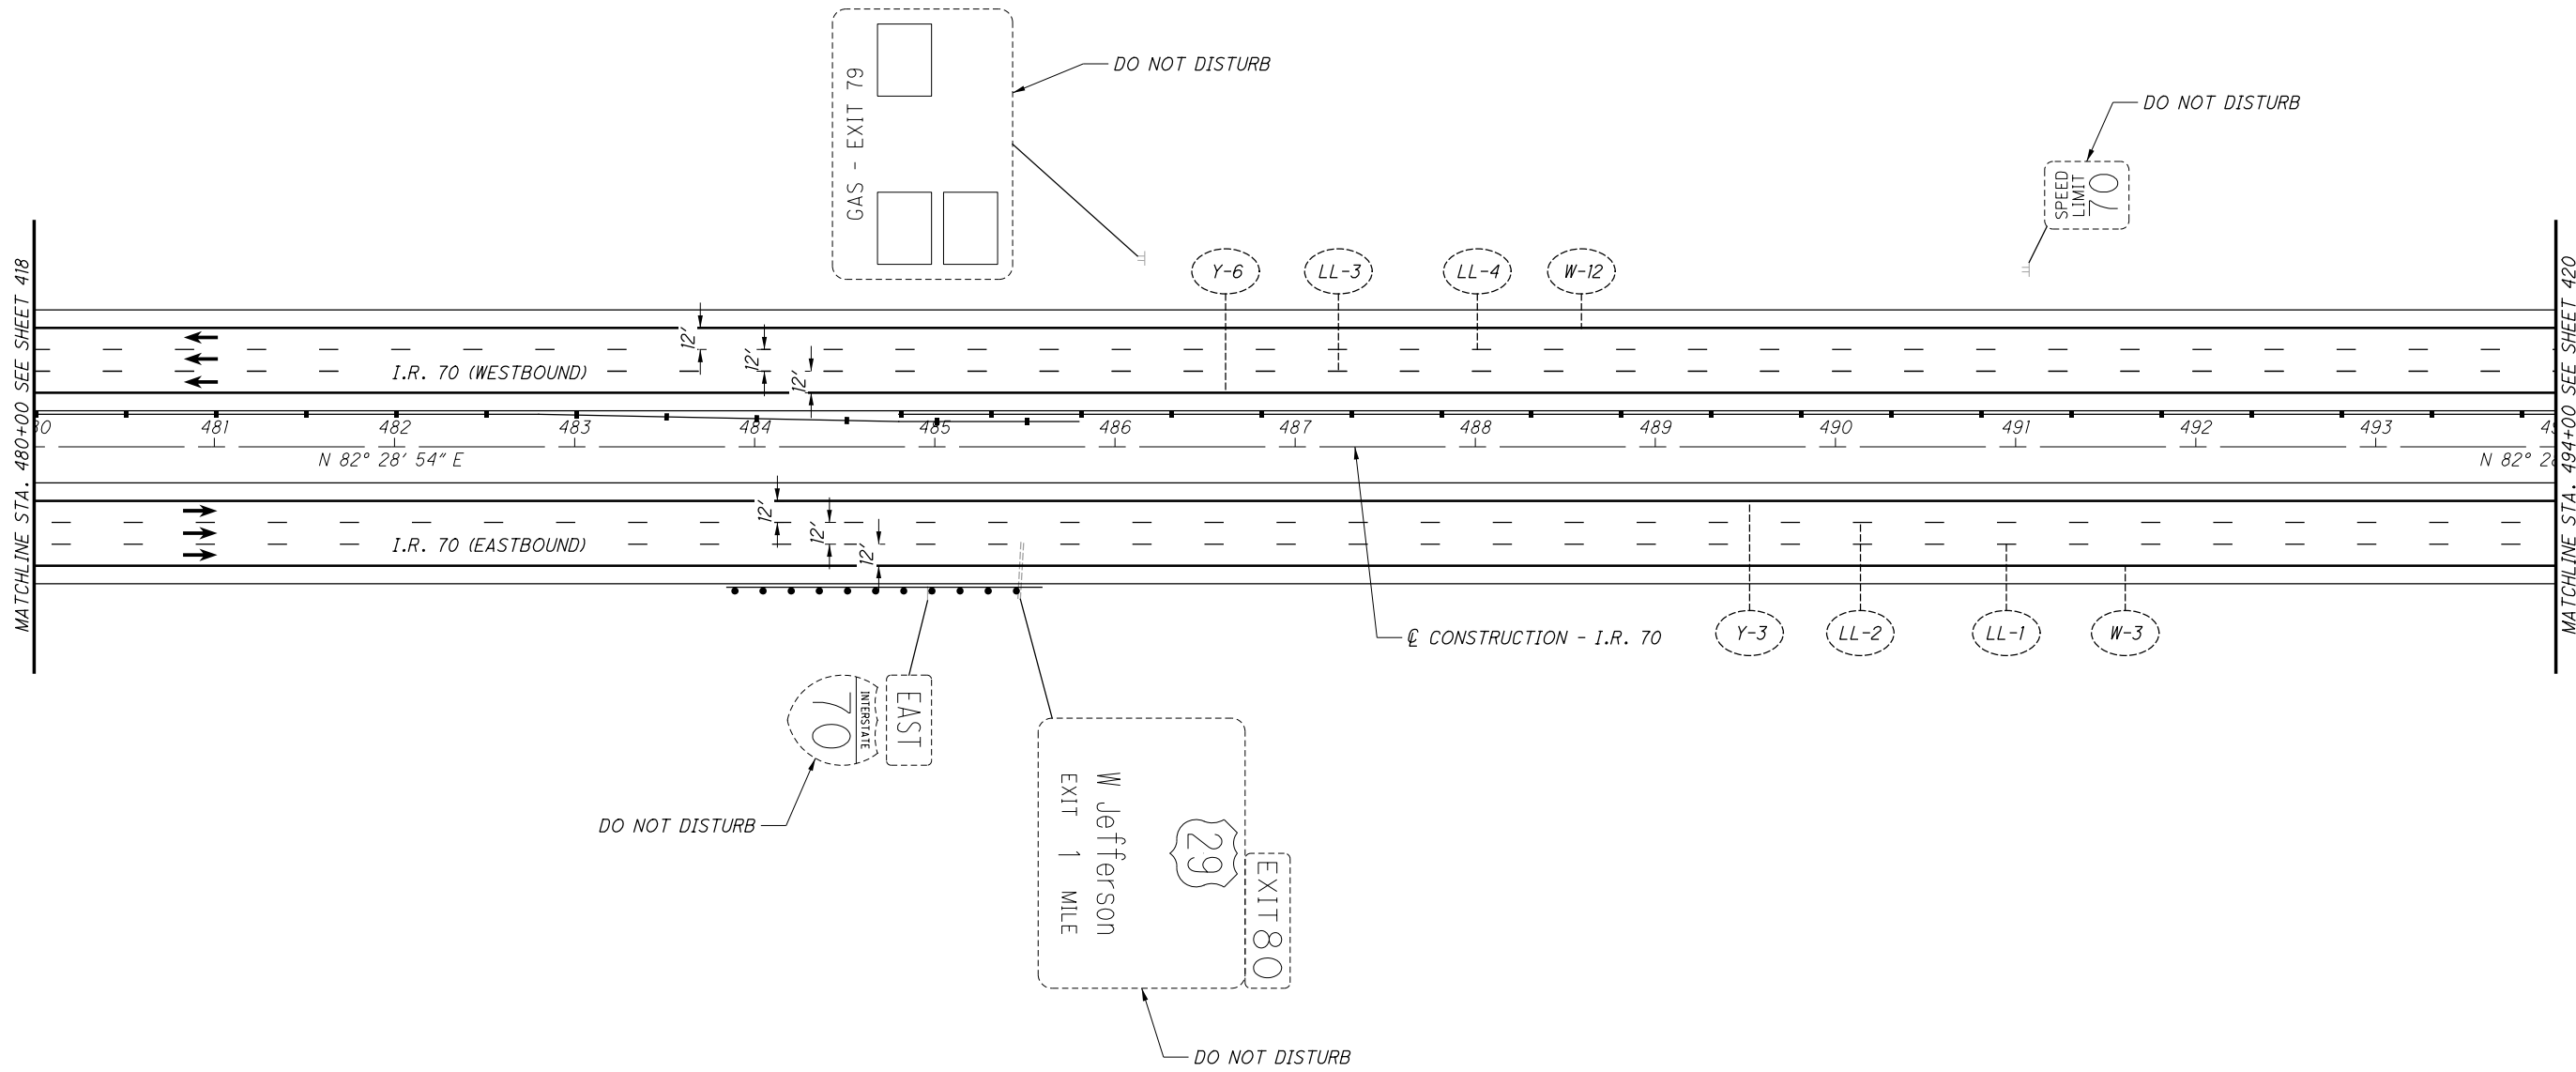 GAS - EXIT 79
DO NOT DISTURB
DO NOT DISTURB
SPEED
LIMIT
70
MATCHLINE STA. 480+00 SEE SHEET 418
MATCHLINE STA. 494+00 SEE SHEET 420
Y-6
LL-3
LL-4
W-12
12'
12'
12'
I.R. 70 (WESTBOUND)
481
482
483
484
485
486
487
488
489
490
491
492
493
N 82° 28' 54" E
N 82°
12'
12'
12'
I.R. 70 (EASTBOUND)
℄ CONSTRUCTION - I.R. 70
Y-3
LL-2
LL-1
W-3
EAST
INTERSTATE
70
DO NOT DISTURB
EXIT 80
29
W Jefferson
EXIT 1 MILE
DO NOT DISTURB